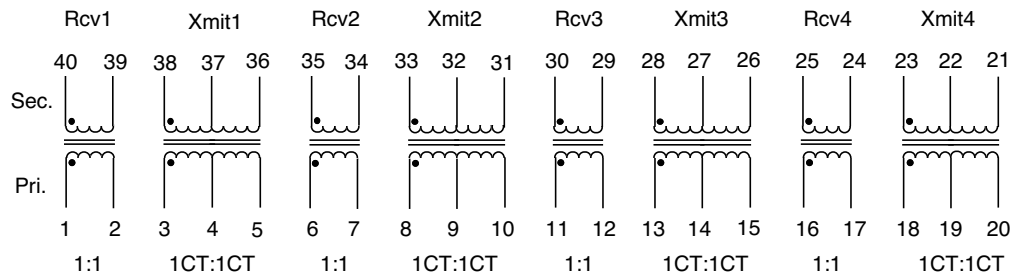 Rcv1 Xmit1 Rcv2 Xmit2 Rcv3 Xmit3 Rcv4 Xmit4
40 39 38 37 36 35 34 33 32 31 30 29 28 27 26 25 24 23 22 21
Sec.
Pri.
1 2 3 4 5 6 7 8 9 10 11 12 13 14 15 16 17 18 19 20
1:1 1CT:1CT 1:1 1CT:1CT 1:1 1CT:1CT 1:1 1CT:1CT